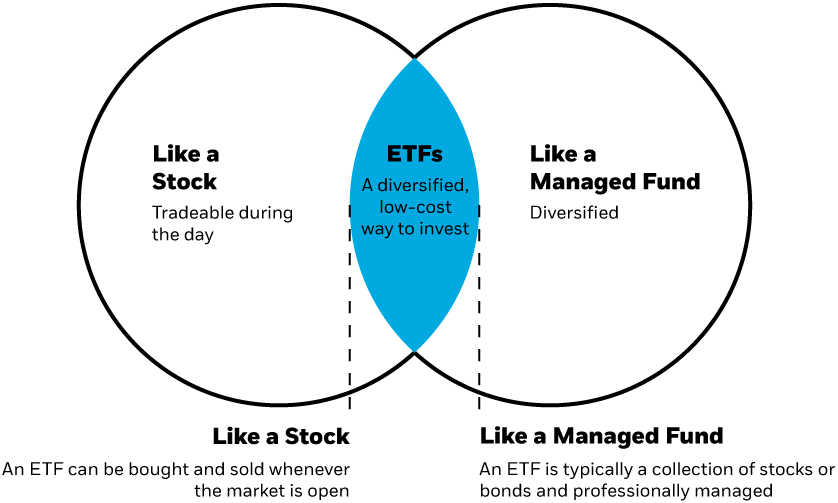 Like a
Stock
Tradeable during
the day
ETFs
A diversified,
low-cost
way to invest
Like a
Managed Fund
Diversified
Like a Stock
An ETF can be bought and sold whenever
the market is open
Like a Managed Fund
An ETF is typically a collection of stocks or
bonds and professionally managed